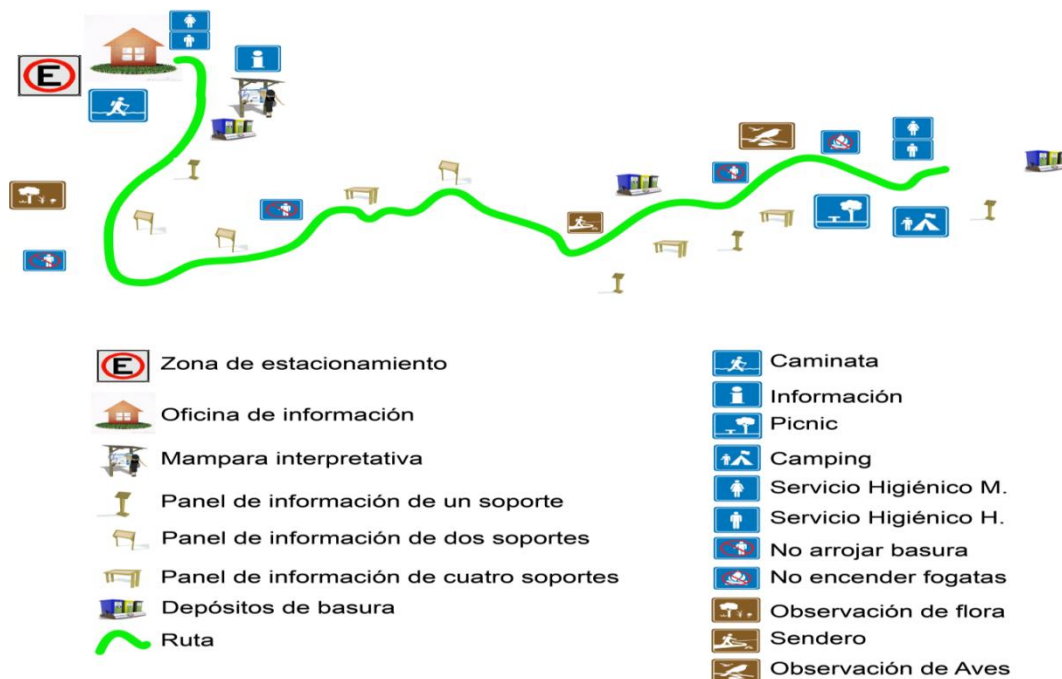 E
E Zona de estacionamiento
Oficina de información
Mampara interpretativa
Panel de información de un soporte
Panel de información de dos soportes
Panel de información de cuatro soportes
Depósitos de basura
Ruta
Caminata
Información
Picnic
Camping
Servicio Higiénico M.
Servicio Higiénico H.
No arrojar basura
No encender fogatas
Observación de flora
Sendero
Observación de Aves